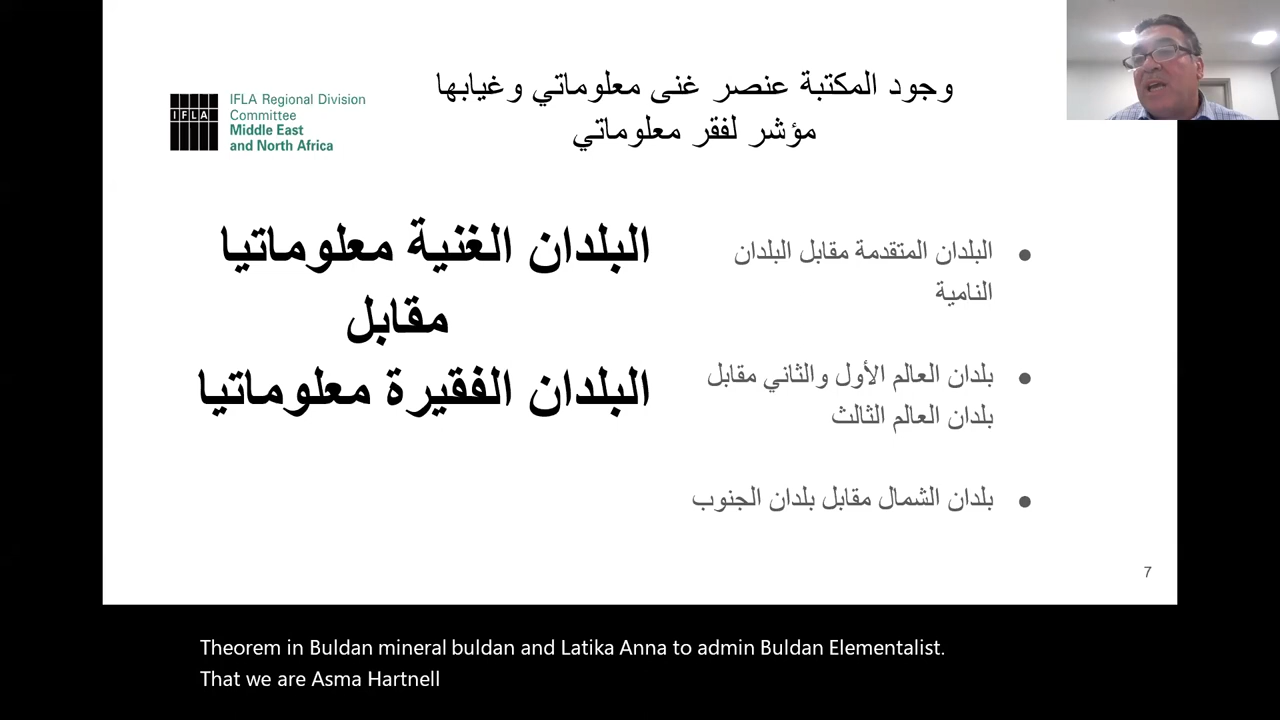 وجود المكتبة عنصر غنى معلوماتي وغيابها
مؤشر لفقر معلوماتي
IFLA
IFLA Regional Division
Committee
Middle East
and North Africa
• البلدان المتقدمة مقابل البلدان
النامية
• بلدان العالم الأول والثاني مقابل
بلدان العالم الثالث
• بلدان الشمال مقابل بلدان الجنوب
البلدان الغنية معلوماتيا
مقابل
البلدان الفقيرة معلوماتيا
7
Theorem in Buldan mineral buldan and Latika Anna to admin Buldan Elementalist.
That we are Asma Hartnell